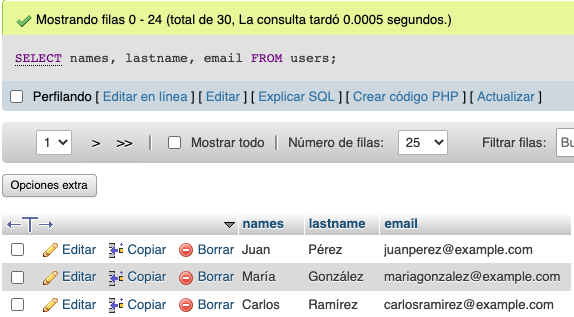 Mostrando filas 0 - 24 (total de 30, La consulta tardó 0.0005 segundos.)
SELECT names, lastname, email FROM users;
Perfilando [ Editar en línea ] [ Editar ] [ Explicar SQL ] [ Crear código PHP ] [ Actualizar ]
1 > >> | Mostrar todo | Número de filas: 25 Filtrar filas: Bu
Opciones extra
←T→ names lastname email
Editar Copiar Borrar Juan Pérez juanperez@example.com
Editar Copiar Borrar María González mariagonzalez@example.com
Editar Copiar Borrar Carlos Ramírez carlosramirez@example.com